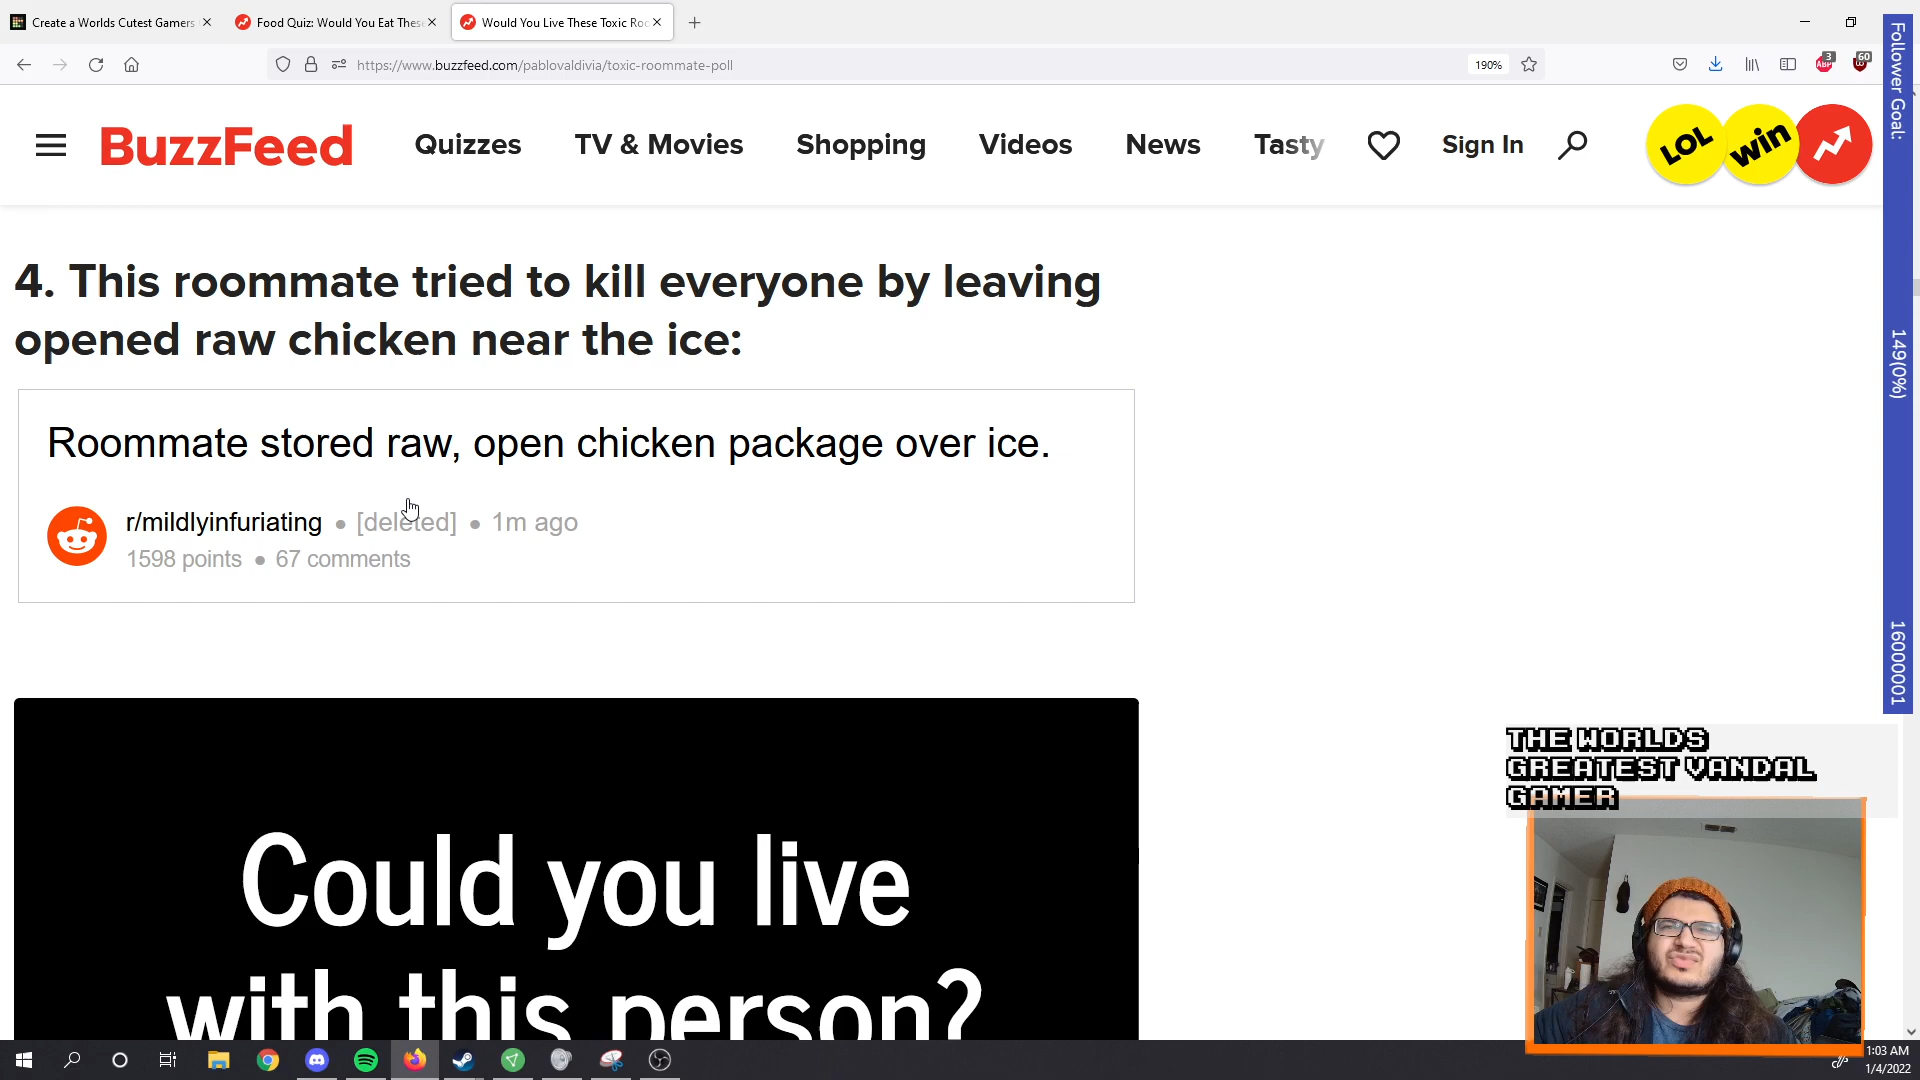 Create a Worlds Cutest Gamers
Food Quiz: Would You Eat Thes
Would You Live These Toxic Roo
https://www.buzzfeed.com/pablovaldivia/toxic-roommate-poll
190%
3
60
BuzzFeed
Quizzes
TV & Movies
Shopping
Videos
News
Tasty
Sign In
LOL
win
Follower Goal:
149(0%)
16000001
4. This roommate tried to kill everyone by leaving
opened raw chicken near the ice:
Roommate stored raw, open chicken package over ice.
r/mildlyinfuriating • [deleted] • 1m ago
1598 points • 67 comments
Could you live
with this person?
THE WORLDS
GREATEST VANDAL
GAMER
1:03 AM
1/4/2022